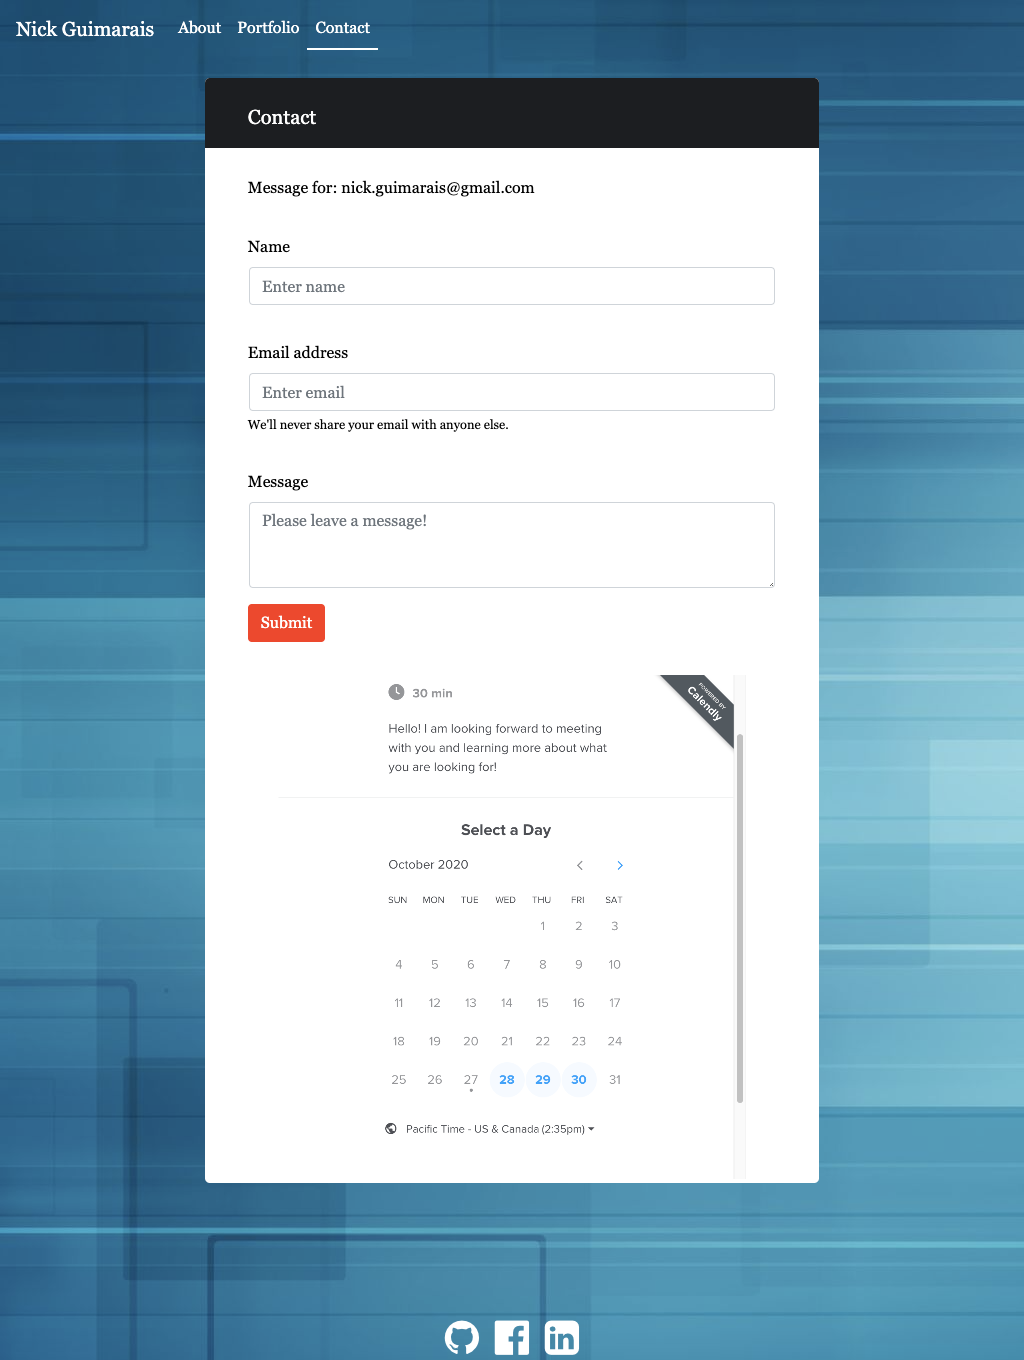 Nick Guimarais About Portfolio Contact
Contact
Message for: nick.guimarais@gmail.com
Name
Enter name
Email address
Enter email
We'll never share your email with anyone else.
Message
Please leave a message!
Submit
30 min
POWERED BY
Calendly
Hello! I am looking forward to meeting
with you and learning more about what
you are looking for!
Select a Day
October 2020
SUN MON TUE WED THU FRI SAT
1 2 3
4 5 6 7 8 9 10
11 12 13 14 15 16 17
18 19 20 21 22 23 24
25 26 27 28 29 30 31
Pacific Time - US & Canada (2:35pm)
in